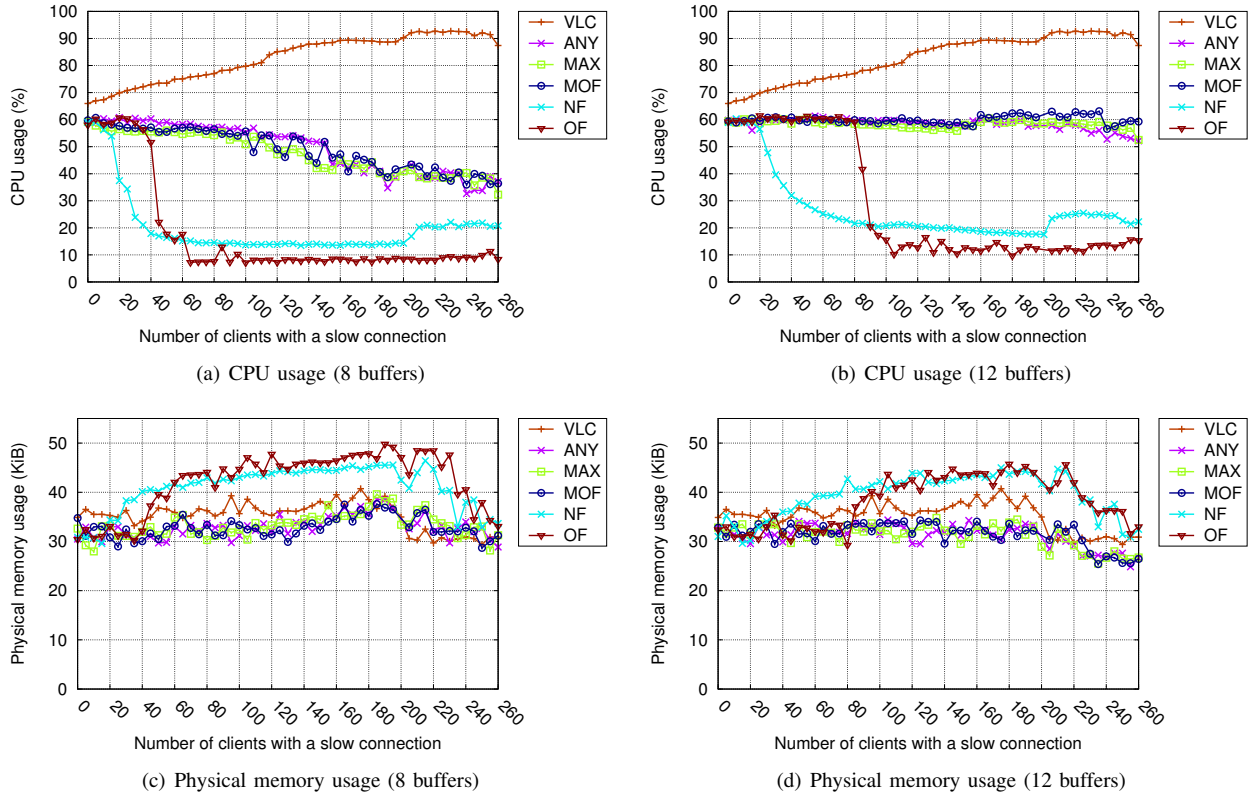 100
90
80
70
60
50
40
30
20
10
0
CPU usage (%)
0 20 40 60 80 100 120 140 160 180 200 220 240 260
Number of clients with a slow connection
VLC
ANY
MAX
MOF
NF
OF
(a) CPU usage (8 buffers)
100
90
80
70
60
50
40
30
20
10
0
CPU usage (%)
0 20 40 60 80 100 120 140 160 180 200 220 240 260
Number of clients with a slow connection
VLC
ANY
MAX
MOF
NF
OF
(b) CPU usage (12 buffers)
50
40
30
20
10
0
Physical memory usage (KiB)
0 20 40 60 80 100 120 140 160 180 200 220 240 260
Number of clients with a slow connection
VLC
ANY
MAX
MOF
NF
OF
(c) Physical memory usage (8 buffers)
50
40
30
20
10
0
Physical memory usage (KiB)
0 20 40 60 80 100 120 140 160 180 200 220 240 260
Number of clients with a slow connection
VLC
ANY
MAX
MOF
NF
OF
(d) Physical memory usage (12 buffers)